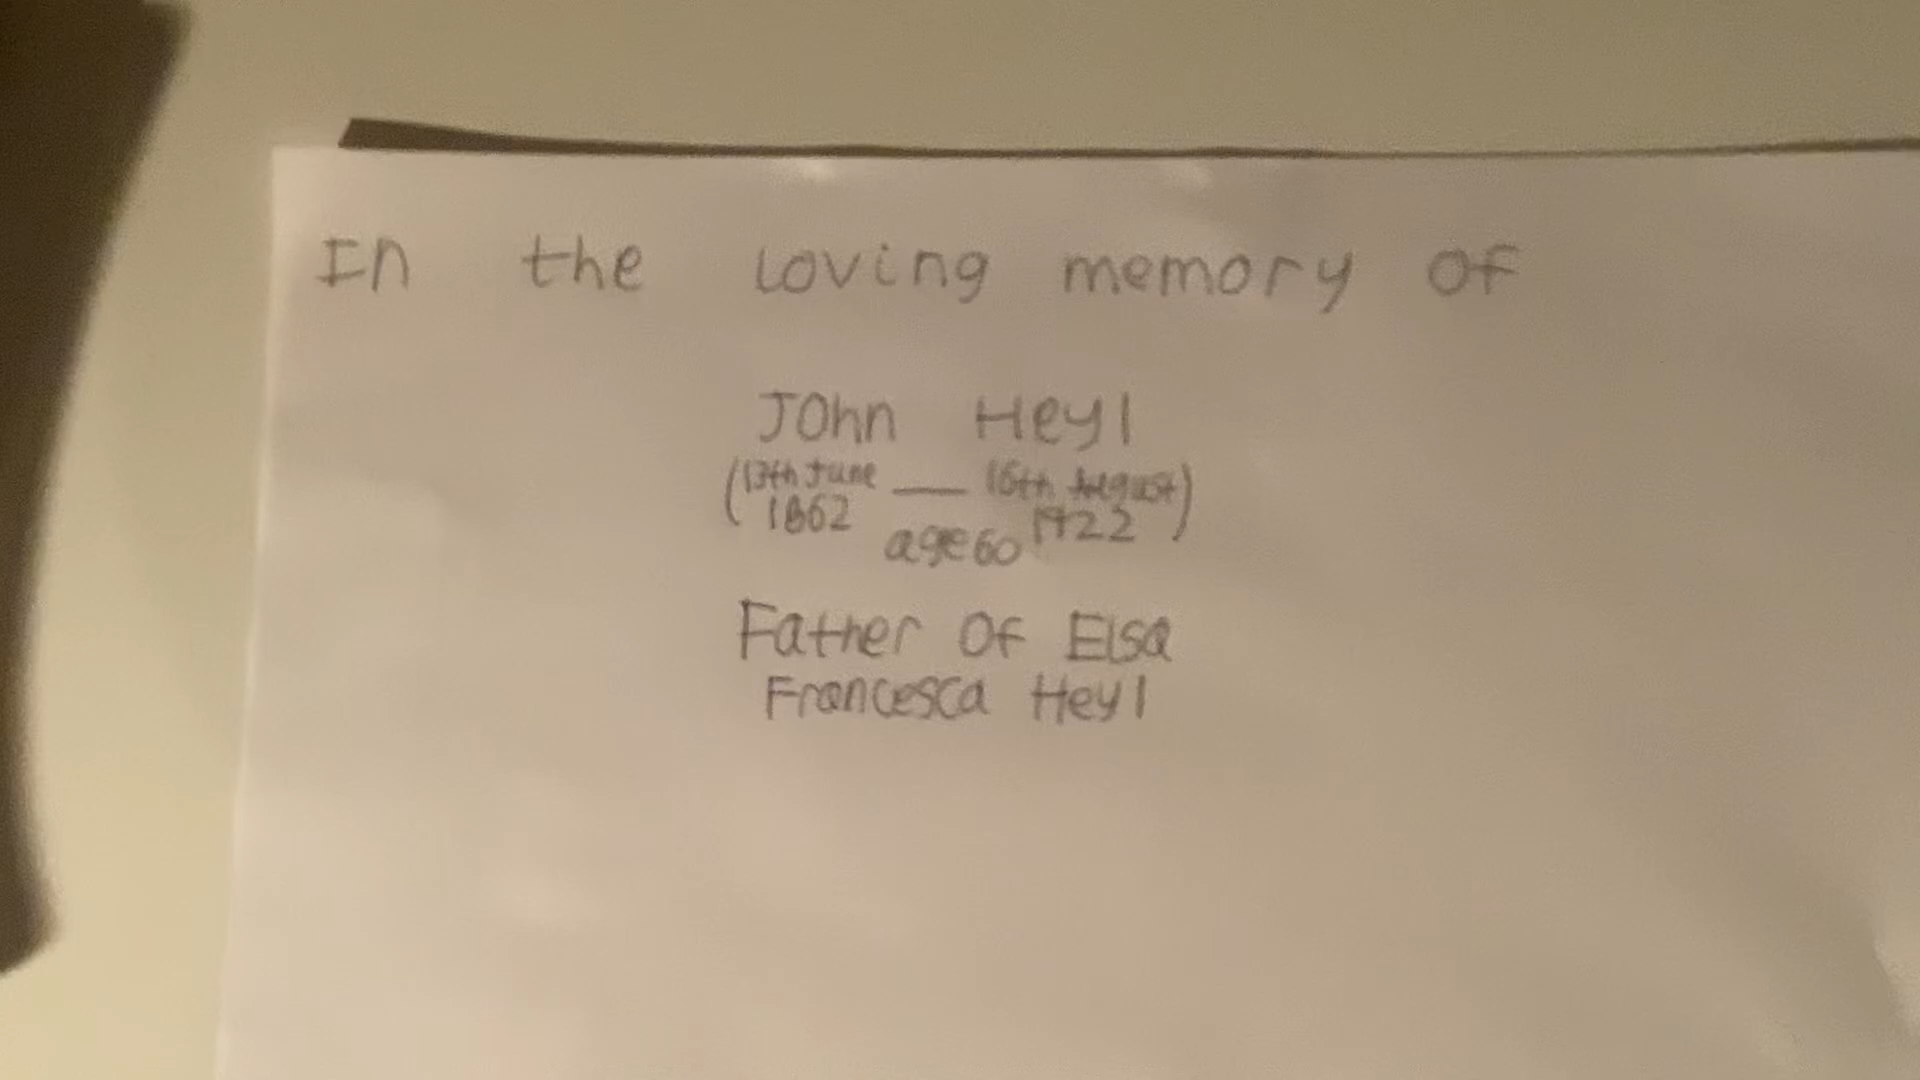 In the loving memory of
John Heyl
(13th June — 16th August)
1862 1922
age 60
Father of Elsa
Francesca Heyl